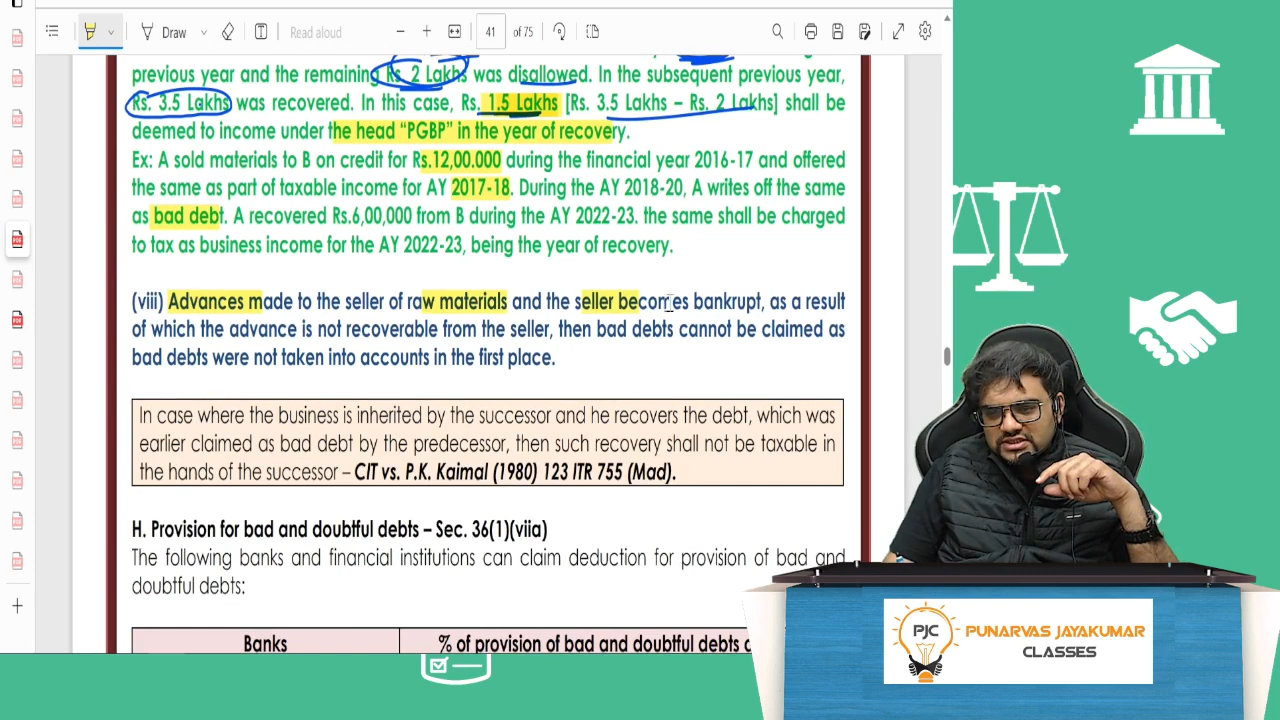 Draw
Read aloud
41 of 75
previous year and the remaining Rs. 2 Lakhs was disallowed. In the subsequent previous year,
Rs. 3.5 Lakhs was recovered. In this case, Rs. 1.5 Lakhs [Rs. 3.5 Lakhs – Rs. 2 Lakhs] shall be
deemed to income under the head “PGBP” in the year of recovery.
Ex: A sold materials to B on credit for Rs.12,00.000 during the financial year 2016-17 and offered
the same as part of taxable income for AY 2017-18. During the AY 2018-20, A writes off the same
as bad debt. A recovered Rs.6,00,000 from B during the AY 2022-23. the same shall be charged
to tax as business income for the AY 2022-23, being the year of recovery.
(viii) Advances made to the seller of raw materials and the seller becomes bankrupt, as a result
of which the advance is not recoverable from the seller, then bad debts cannot be claimed as
bad debts were not taken into accounts in the first place.
In case where the business is inherited by the successor and he recovers the debt, which was
earlier claimed as bad debt by the predecessor, then such recovery shall not be taxable in
the hands of the successor – CIT vs. P.K. Kaimal (1980) 123 ITR 755 (Mad).
H. Provision for bad and doubtful debts – Sec. 36(1)(viia)
The following banks and financial institutions can claim deduction for provision of bad and
doubtful debts:
Banks
% of provision of bad and doubtful debts
PJC
PUNARVAS JAYAKUMAR
CLASSES